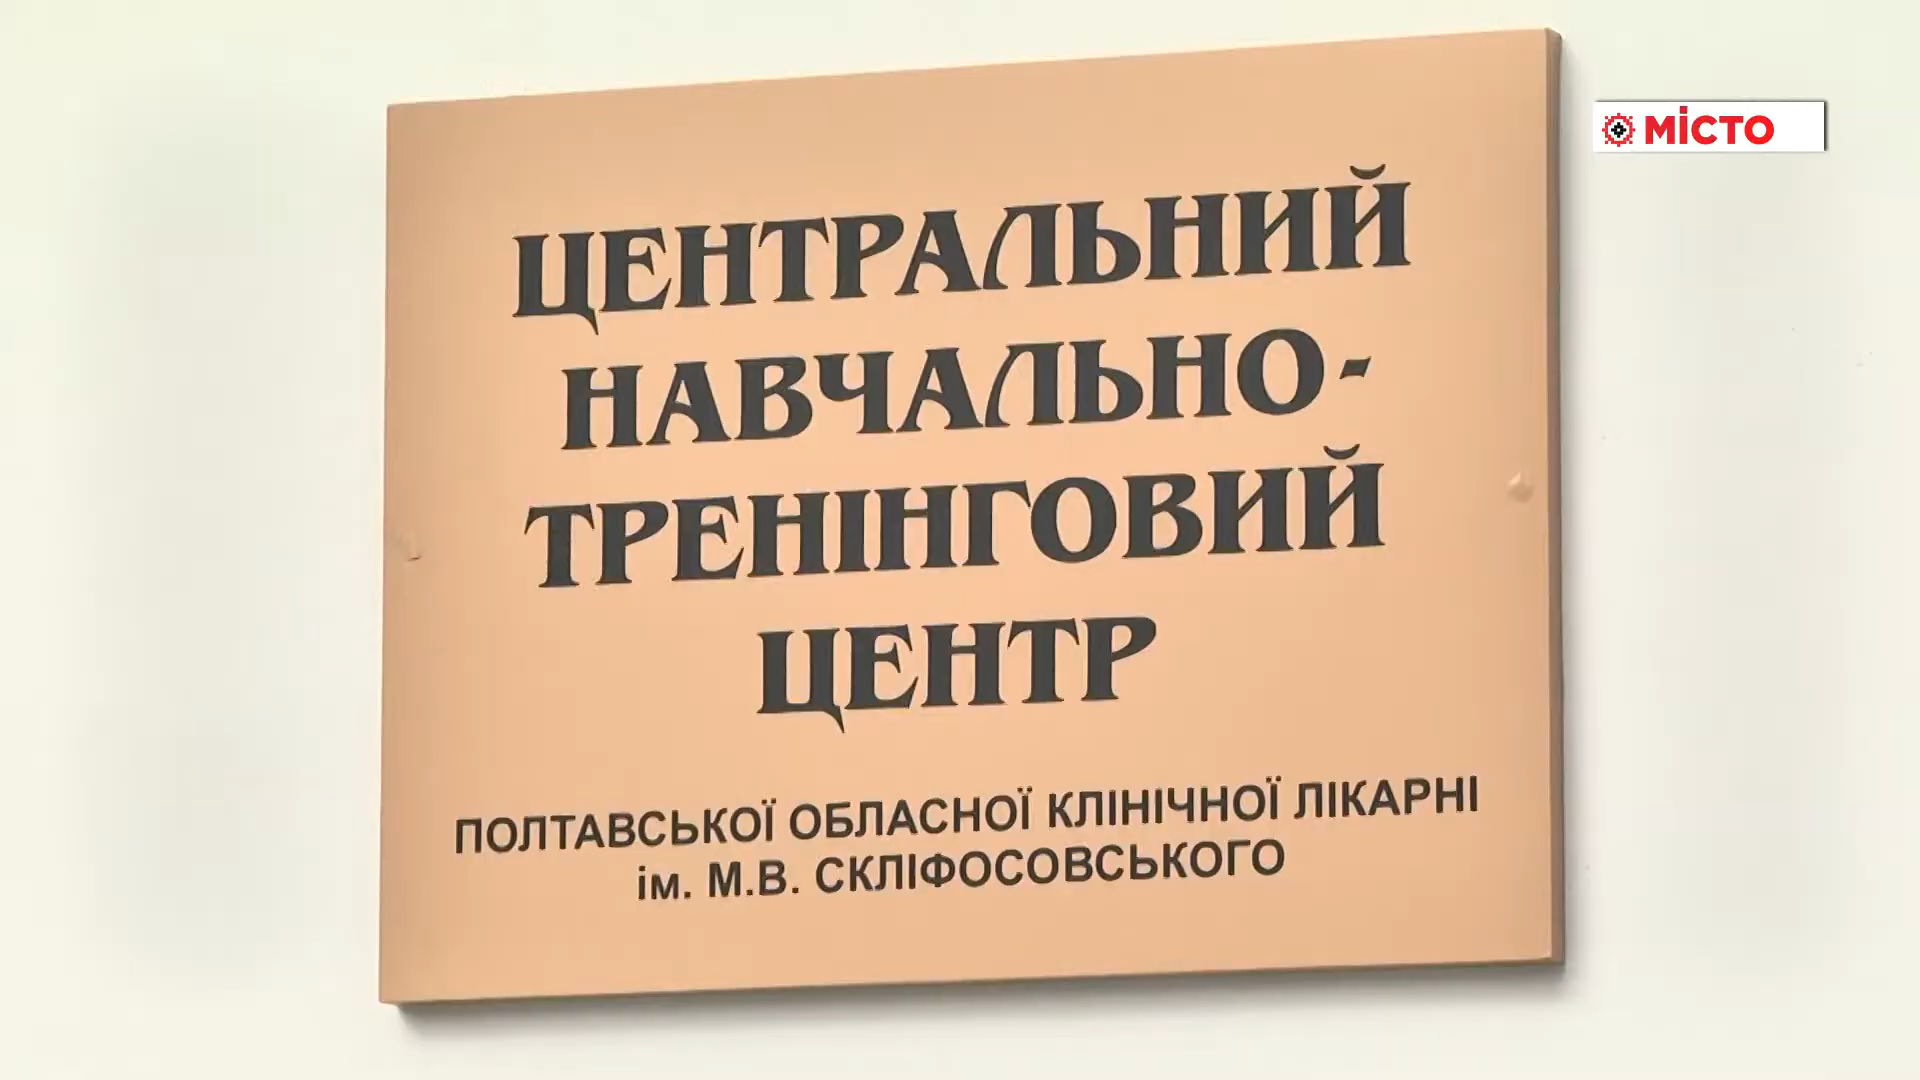 МІСТО
ЦЕНТРАЛЬНИЙ
НАВЧАЛЬНО-
ТРЕНІНГОВИЙ
ЦЕНТР
ПОЛТАВСЬКОЇ ОБЛАСНОЇ КЛІНІЧНОЇ ЛІКАРНІ
ім. М.В. СКЛІФОСОВСЬКОГО